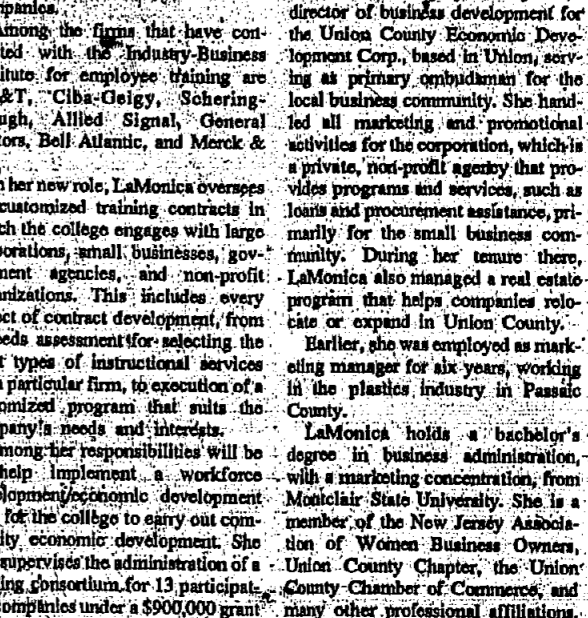 mpanies.
Among the firms that have con-
ted with the Industry-Business
titute for employee training are
&T, Ciba-Geigy, Schering-
ugh, Allied Signal, General
tors, Bell Atlantic, and Merck &
n her new role, LaMonica oversees
customized training contracts in
ch the college engages with large
porations, small businesses, gov-
ment agencies, and non-profit
anizations. This includes every
ect of contract development, from
eeds assessment for selecting the
t types of instructional services
a particular firm, to execution of a
omized program that suits the
pany's needs and interests.
mong her responsibilities will be
help implement a workforce
elopment/economic development
for the college to carry out com-
ity economic development. She
supervises the administration of a
ing consortium for 13 participat-
ompanies under a $900,000 grant
director of business development for
the Union County Economic Deve-
lopment Corp., based in Union, serv-
ing as primary ombudsman for the
local business community. She hand-
led all marketing and promotional
activities for the corporation, which is
a private, non-profit agency that pro-
vides programs and services, such as
loans and procurement assistance, pri-
marily for the small business com-
munity. During her tenure there,
LaMonica also managed a real estate
program that helps companies relo-
cate or expand in Union County.
Earlier, she was employed as mark-
eting manager for six years, working
in the plastics industry in Passaic
County.
LaMonica holds a bachelor's
degree in business administration,
with a marketing concentration, from
Montclair State University. She is a
member of the New Jersey Associa-
tion of Women Business Owners,
Union County Chapter, the Union
County Chamber of Commerce, and
many other professional affiliations.